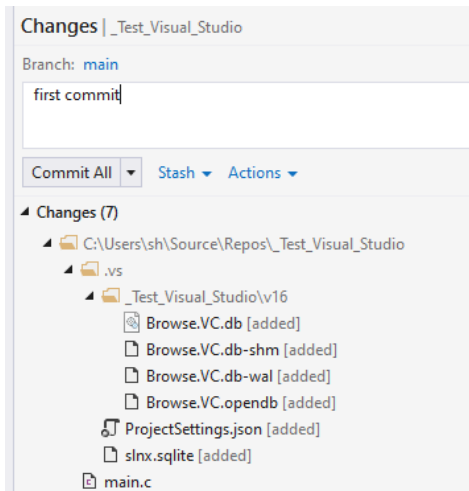 Changes | _Test_Visual_Studio
Branch: main
first commit
Commit All Stash Actions
Changes (7)
C:\Users\sh\Source\Repos\_Test_Visual_Studio
.vs
_Test_Visual_Studio\v16
Browse.VC.db [added]
Browse.VC.db-shm [added]
Browse.VC.db-wal [added]
Browse.VC.opendb [added]
ProjectSettings.json [added]
slnx.sqlite [added]
main.c